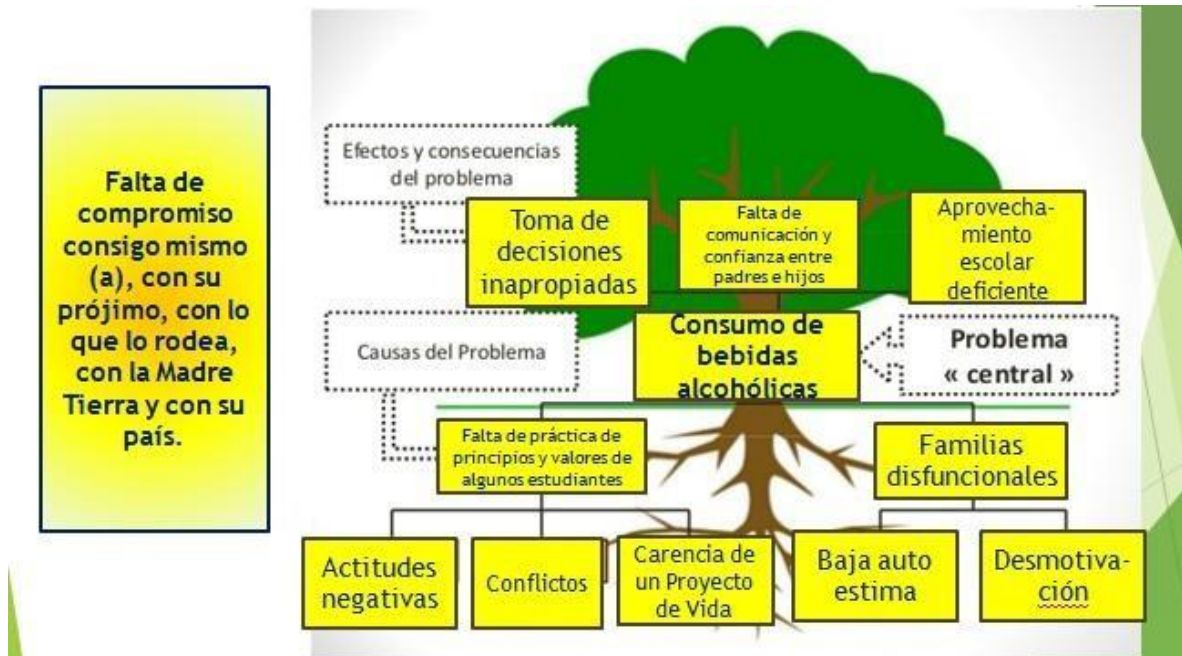 Falta de
compromiso
consigo mismo
(a), con su
prójimo, con lo
que lo rodea,
con la Madre
Tierra y con su
país.
Efectos y consecuencias
del problema
Toma de
decisiones
inapropiadas
Falta de
comunicación y
confianza entre
padres e hijos
Aprovecha-
miento
escolar
deficiente
Causas del Problema
Consumo de
bebidas
alcohólicas
Problema
« central »
Falta de práctica de
principios y valores de
algunos estudiantes
Familias
disfuncionales
Actitudes
negativas
Conflictos
Carencia de
un Proyecto
de Vida
Baja auto
estima
Desmotiva-
ción